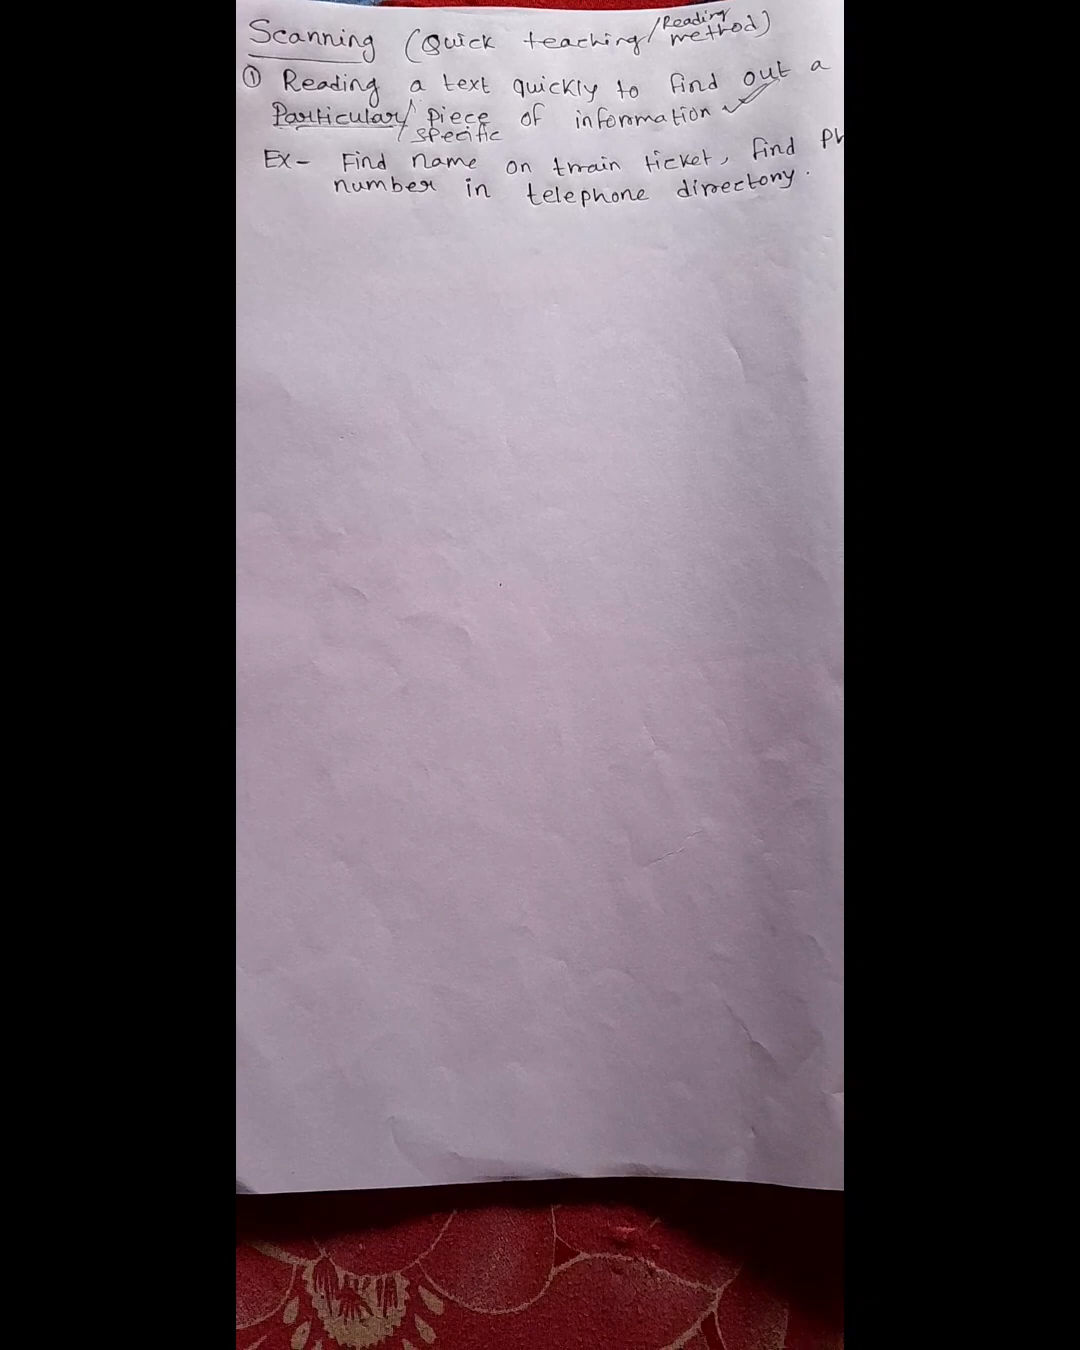 Scanning (Quick teaching/Reading method)
① Reading a text quickly to find out a
Particular/specific piece of information ✓
Ex- Find name on train ticket, find Ph
number in telephone directory.